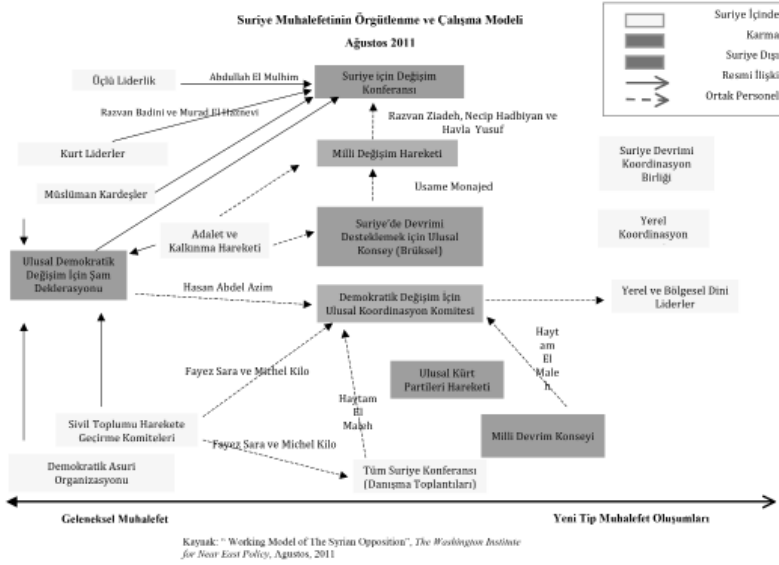 Suriye Muhalefetinin Örgütlenme ve Çalışma Modeli
Ağustos 2011
Suriye İçinde
Karma
Suriye Dışı
Resmi İlişki
Ortak Personel
Üçlü Liderlik
Abdullah El Mulhim
Suriye için Değişim
Konferansı
Razvan Badini ve Murad El Haznevi
Razvan Ziadeh, Necip Hadbiyan ve
Havla Yusuf
Kurt Liderler
Milli Değişim Hareketi
Suriye Devrimi
Koordinasyon
Birliği
Müslüman Kardeşler
Usame Monajed
Adalet ve
Kalkınma Hareketi
Suriye'de Devrimi
Desteklemek için Ulusal
Konsey (Brüksel)
Yerel
Koordinasyon
Ulusal Demokratik
Değişim İçin Şam
Deklerasyonu
Hasan Abdel Azim
Demokratik Değişim İçin
Ulusal Koordinasyon Komitesi
Yerel ve Bölgesel Dini
Liderler
Hayt
am
El
Male
h
Fayez Sara ve Michel Kilo
Ulusal Kürt
Partileri Hareketi
Haytam
El
Maleh
Sivil Toplumu Harekete
Geçirme Komiteleri
Fayez Sara ve Michel Kilo
Milli Devrim Konseyi
Demokratik Asuri
Organizasyonu
Tüm Suriye Konferansı
(Danışma Toplantıları)
Geleneksel Muhalefet
Yeni Tip Muhalefet Oluşumları
Kaynak: " Working Model of The Syrian Opposition", The Washington Institute
for Near East Policy, Agustos, 2011